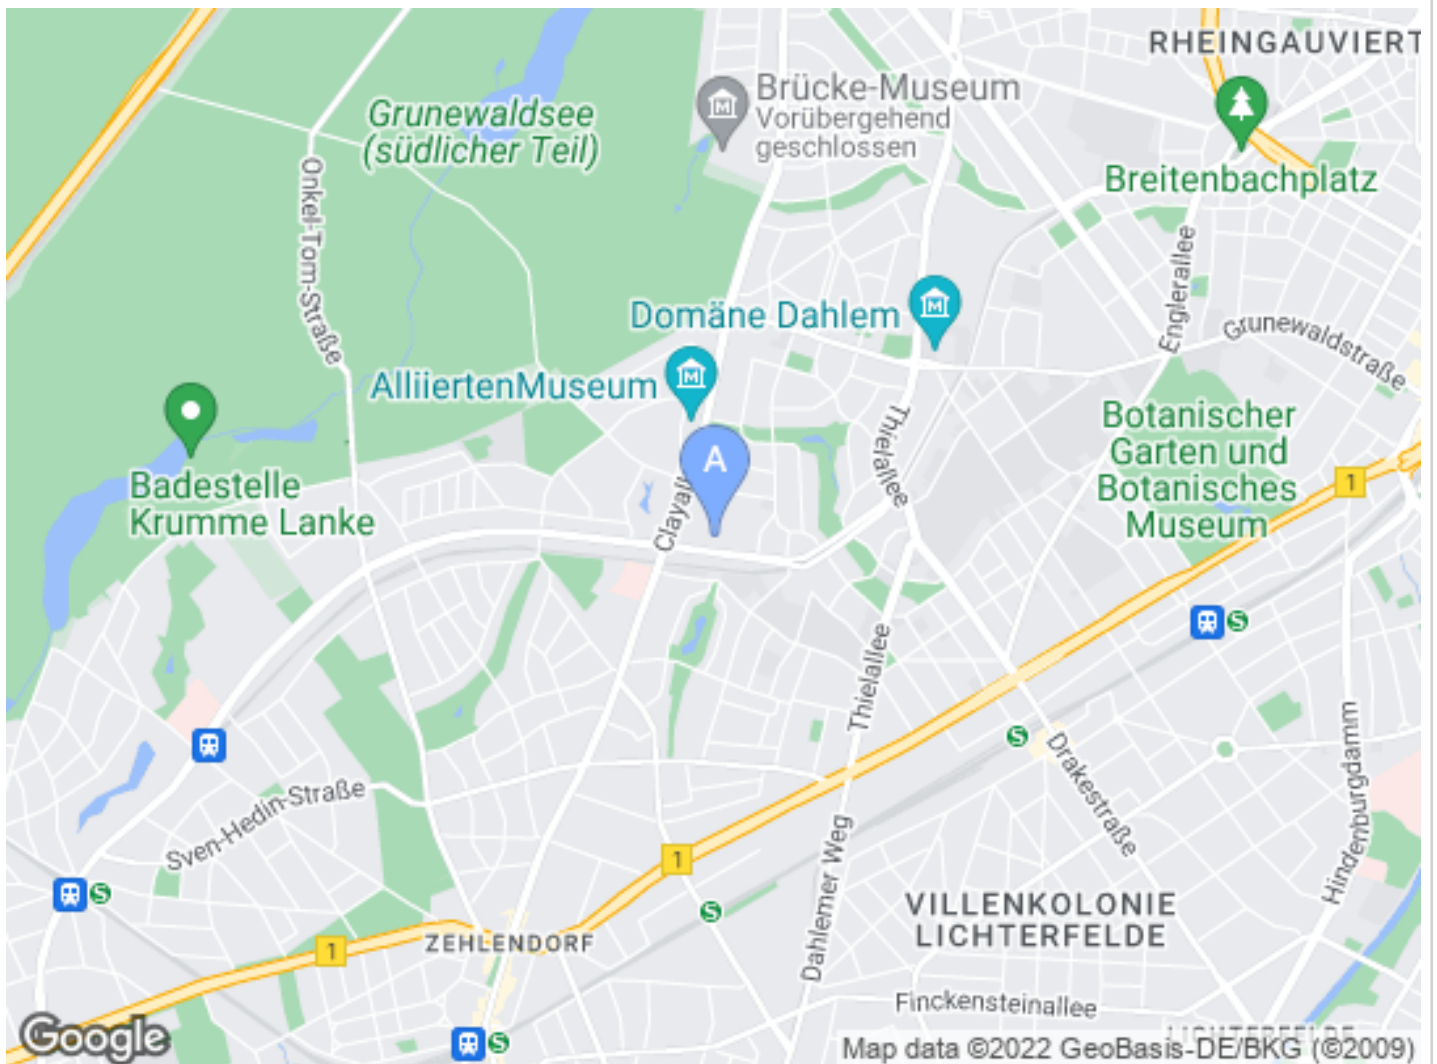 RHEINGAUVIERT
Brücke-Museum
Vorübergehend
geschlossen
Grunewaldsee
(südlicher Teil)
Breitenbachplatz
Onkel-Tom-Straße
Englerallee
Domäne Dahlem
Grunewaldstraße
AlliiertenMuseum
Thielallee
Botanischer
Garten und
Botanisches
Museum
A
1
Badestelle
Krumme Lanke
Clayall
S
Thielallee
S
Drakestraße
Hindenburgdamm
Sven-Hedin-Straße
1
Dahlemer Weg
S
S
VILLENKOLONIE
LICHTERFELDE
1
ZEHLENDORF
Finckensteinallee
S
LICHTERFELDE
Google
Map data ©2022 GeoBasis-DE/BKG (©2009)